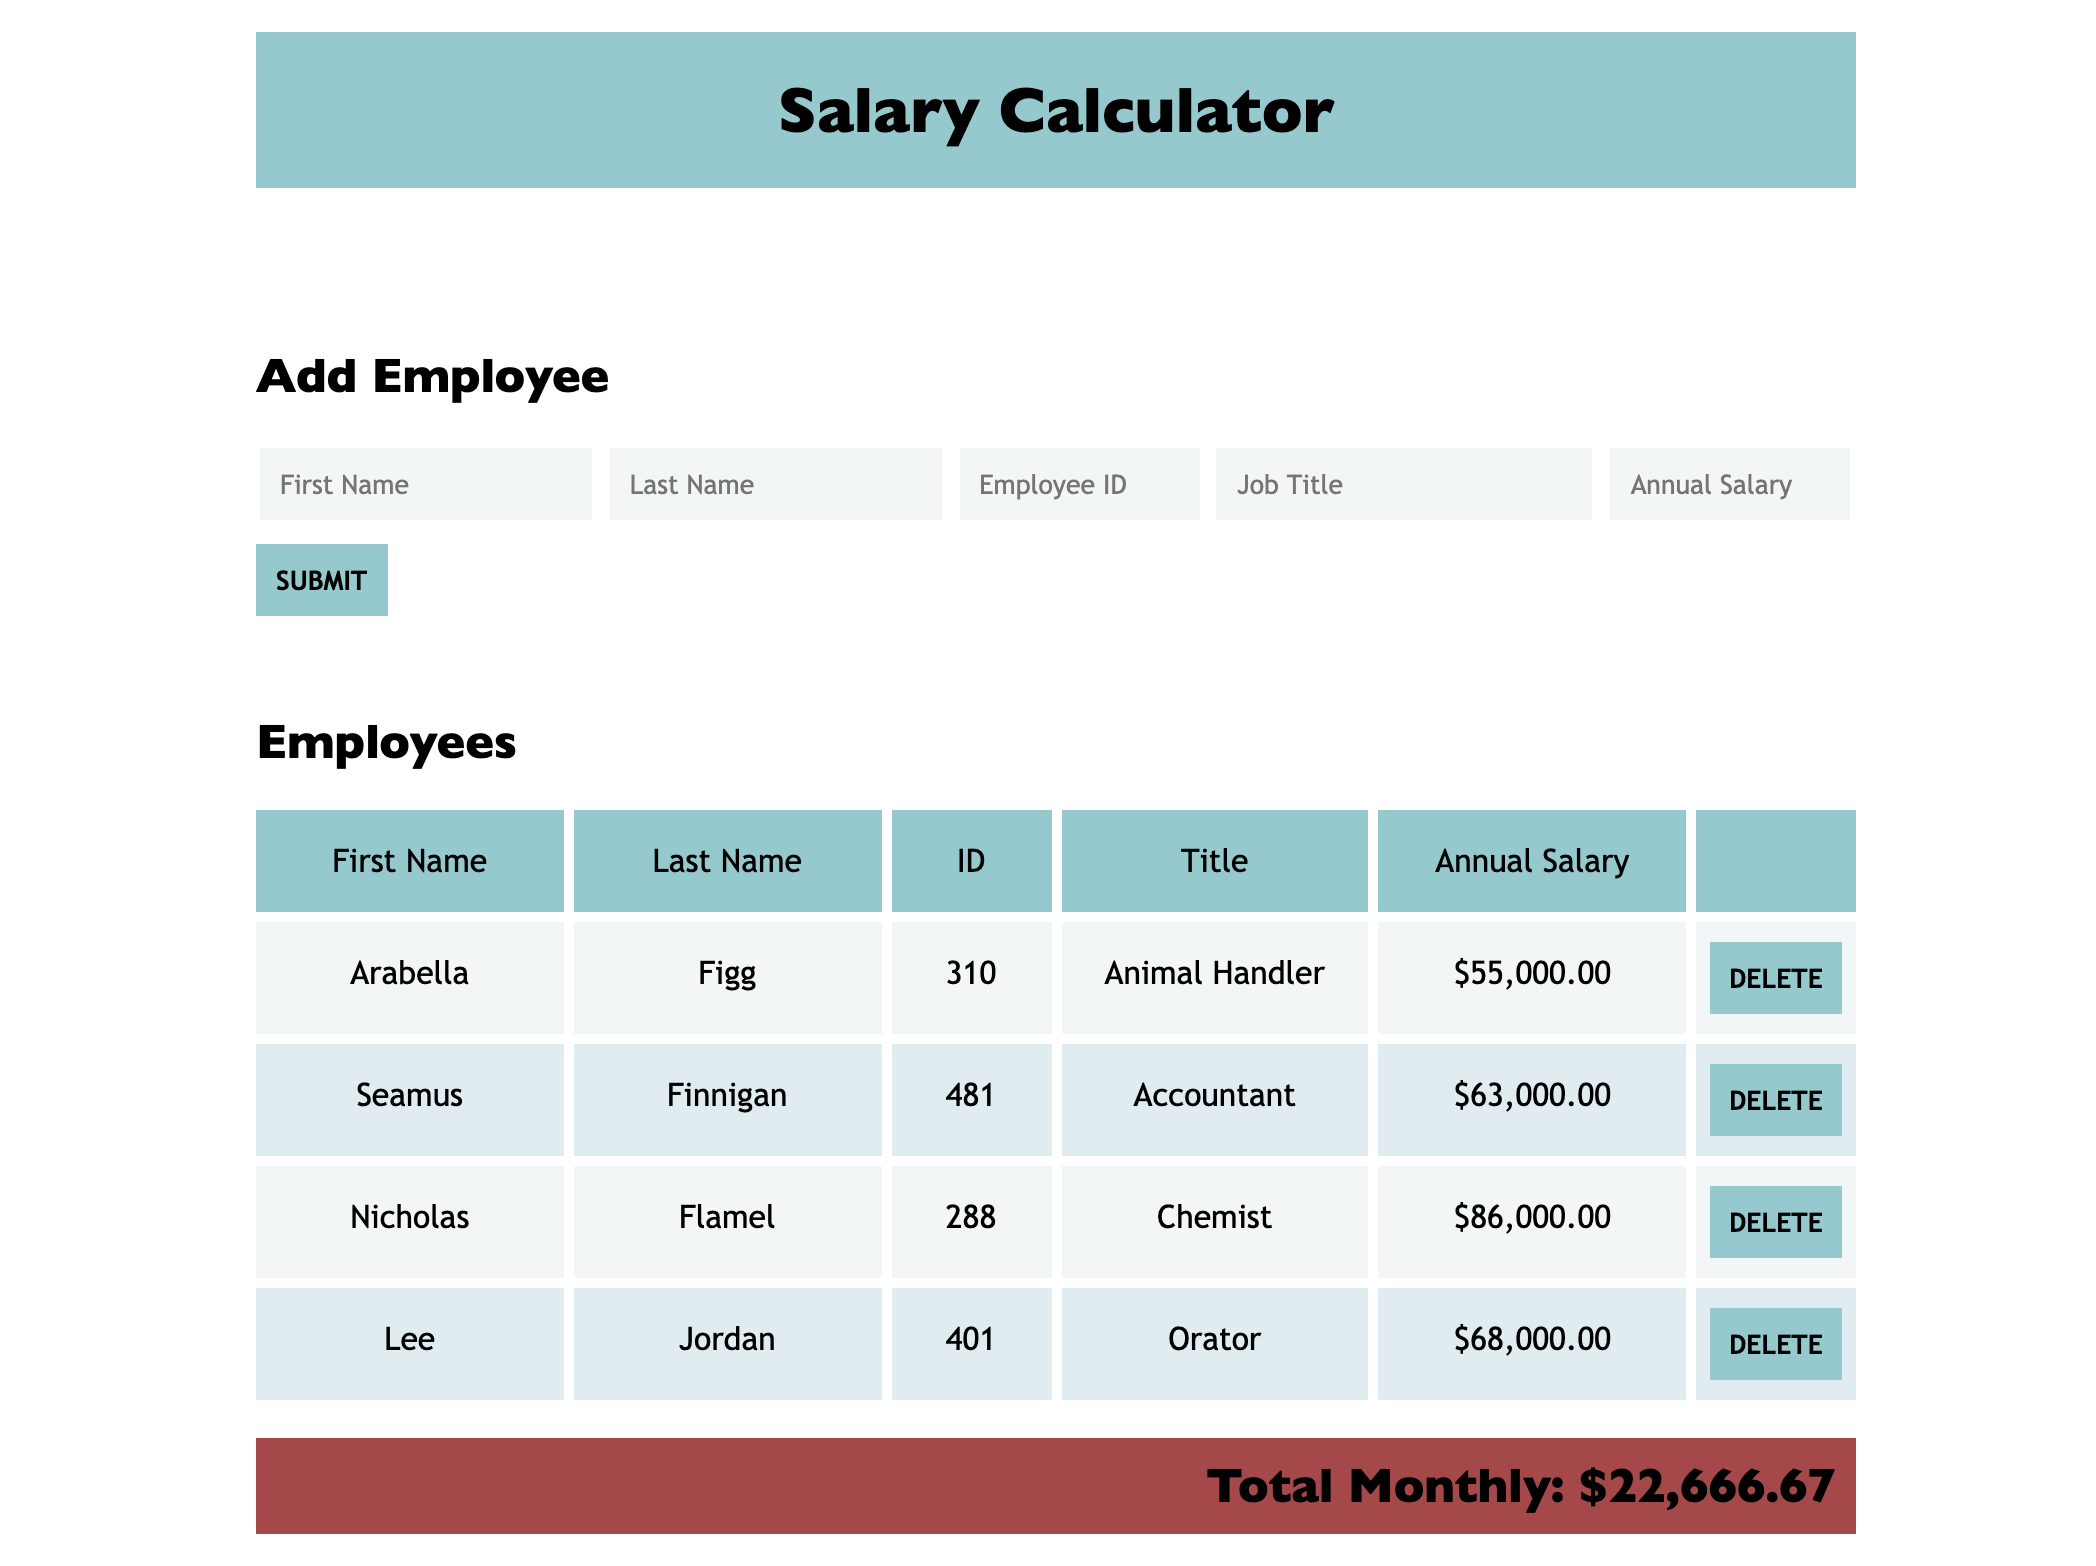 Salary Calculator
Add Employee
First Name Last Name Employee ID Job Title Annual Salary
SUBMIT
Employees
First Name Last Name ID Title Annual Salary
Arabella Figg 310 Animal Handler $55,000.00 DELETE
Seamus Finnigan 481 Accountant $63,000.00 DELETE
Nicholas Flamel 288 Chemist $86,000.00 DELETE
Lee Jordan 401 Orator $68,000.00 DELETE
Total Monthly: $22,666.67